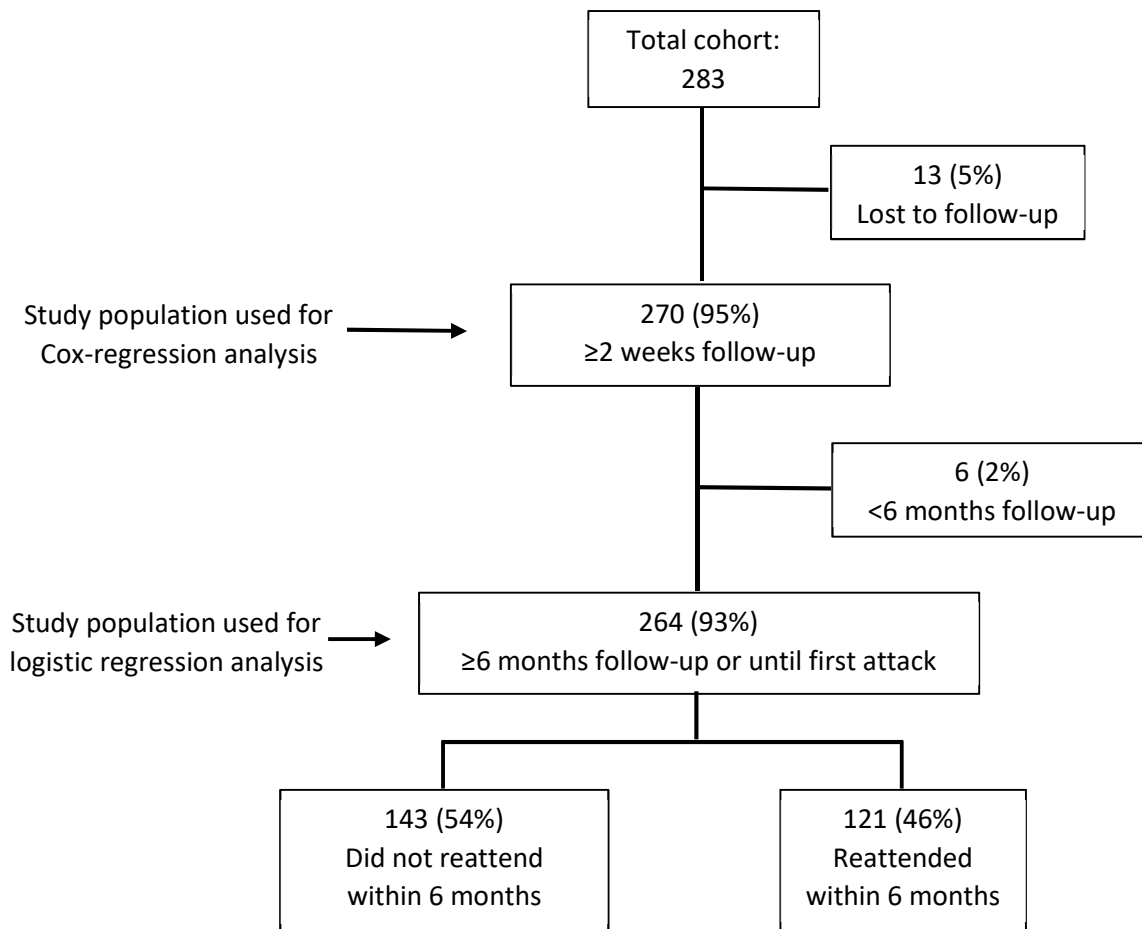 Total cohort:
283
13 (5%)
Lost to follow-up
Study population used for
Cox-regression analysis
270 (95%)
≥2 weeks follow-up
6 (2%)
<6 months follow-up
Study population used for
logistic regression analysis
264 (93%)
≥6 months follow-up or until first attack
143 (54%)
Did not reattend
within 6 months
121 (46%)
Reattended
within 6 months